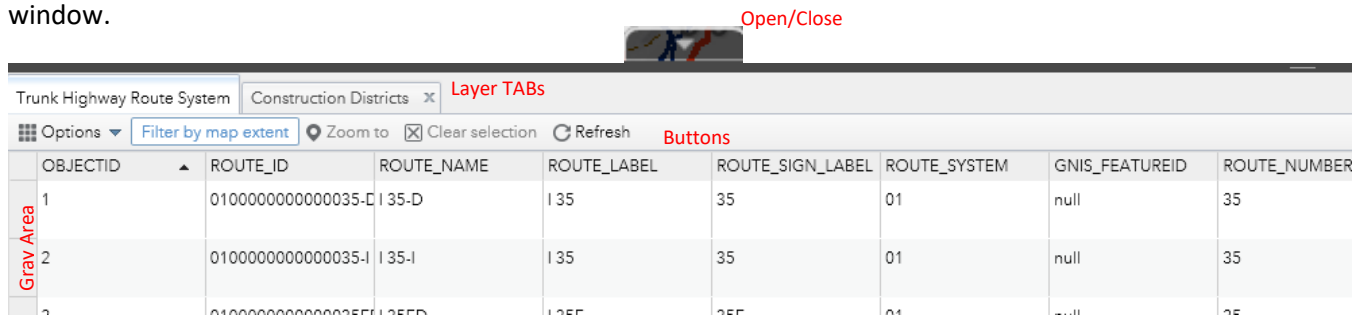 window.
Open/Close
Trunk Highway Route System Construction Districts x Layer TABs
Options Filter by map extent Zoom to Clear selection Refresh Buttons
OBJECTID ROUTE_ID ROUTE_NAME ROUTE_LABEL ROUTE_SIGN_LABEL ROUTE_SYSTEM GNIS_FEATUREID ROUTE_NUMBER
1 0100000000000035-D I 35-D I 35 35 01 null 35
Gray Area
2 0100000000000035-I I 35-I I 35 35 01 null 35